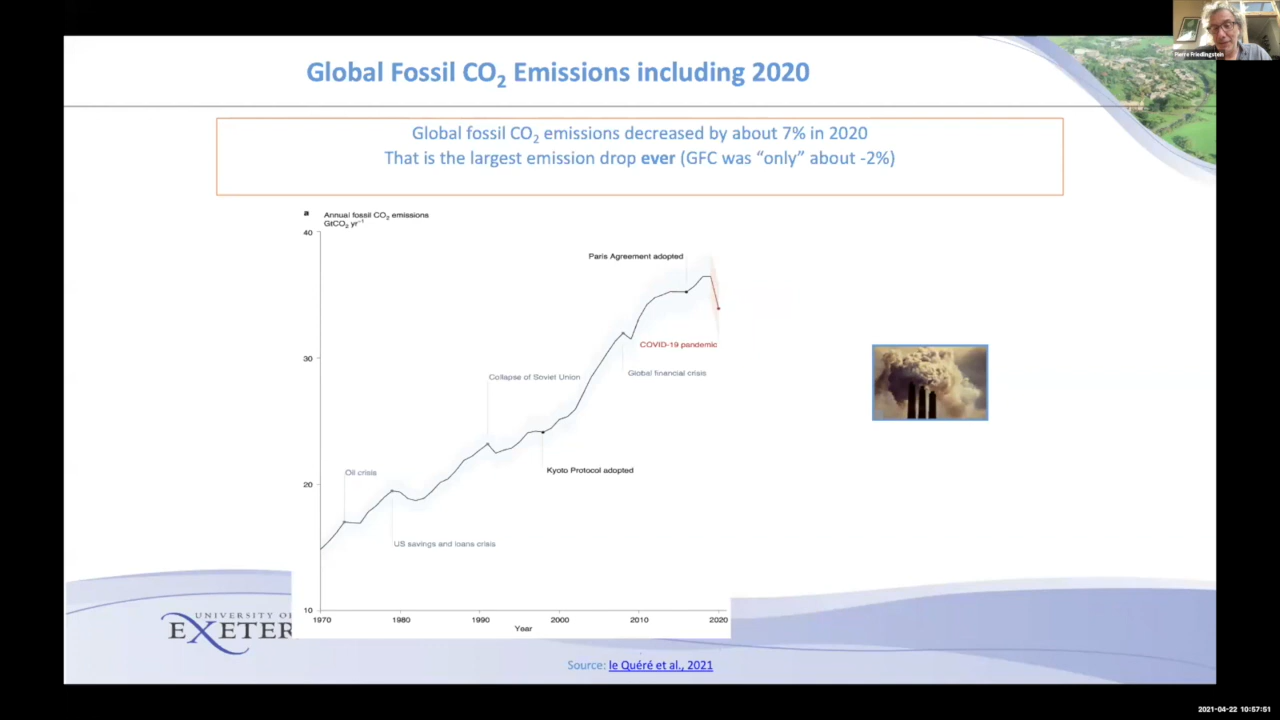 Pierre Friedlingstein
Global Fossil CO₂ Emissions including 2020
Global fossil CO₂ emissions decreased by about 7% in 2020
That is the largest emission drop ever (GFC was “only” about -2%)
a Annual fossil CO₂ emissions
GtCO₂ yr⁻¹
40
Paris Agreement adopted
COVID-19 pandemic
30
Global financial crisis
Collapse of Soviet Union
Kyoto Protocol adopted
Oil crisis
20
US savings and loans crisis
10
1970 1980 1990 2000 2010 2020
Year
UNIVERSITY OF
EXETER
Source: le Quéré et al., 2021
2021-04-22 10:57:51